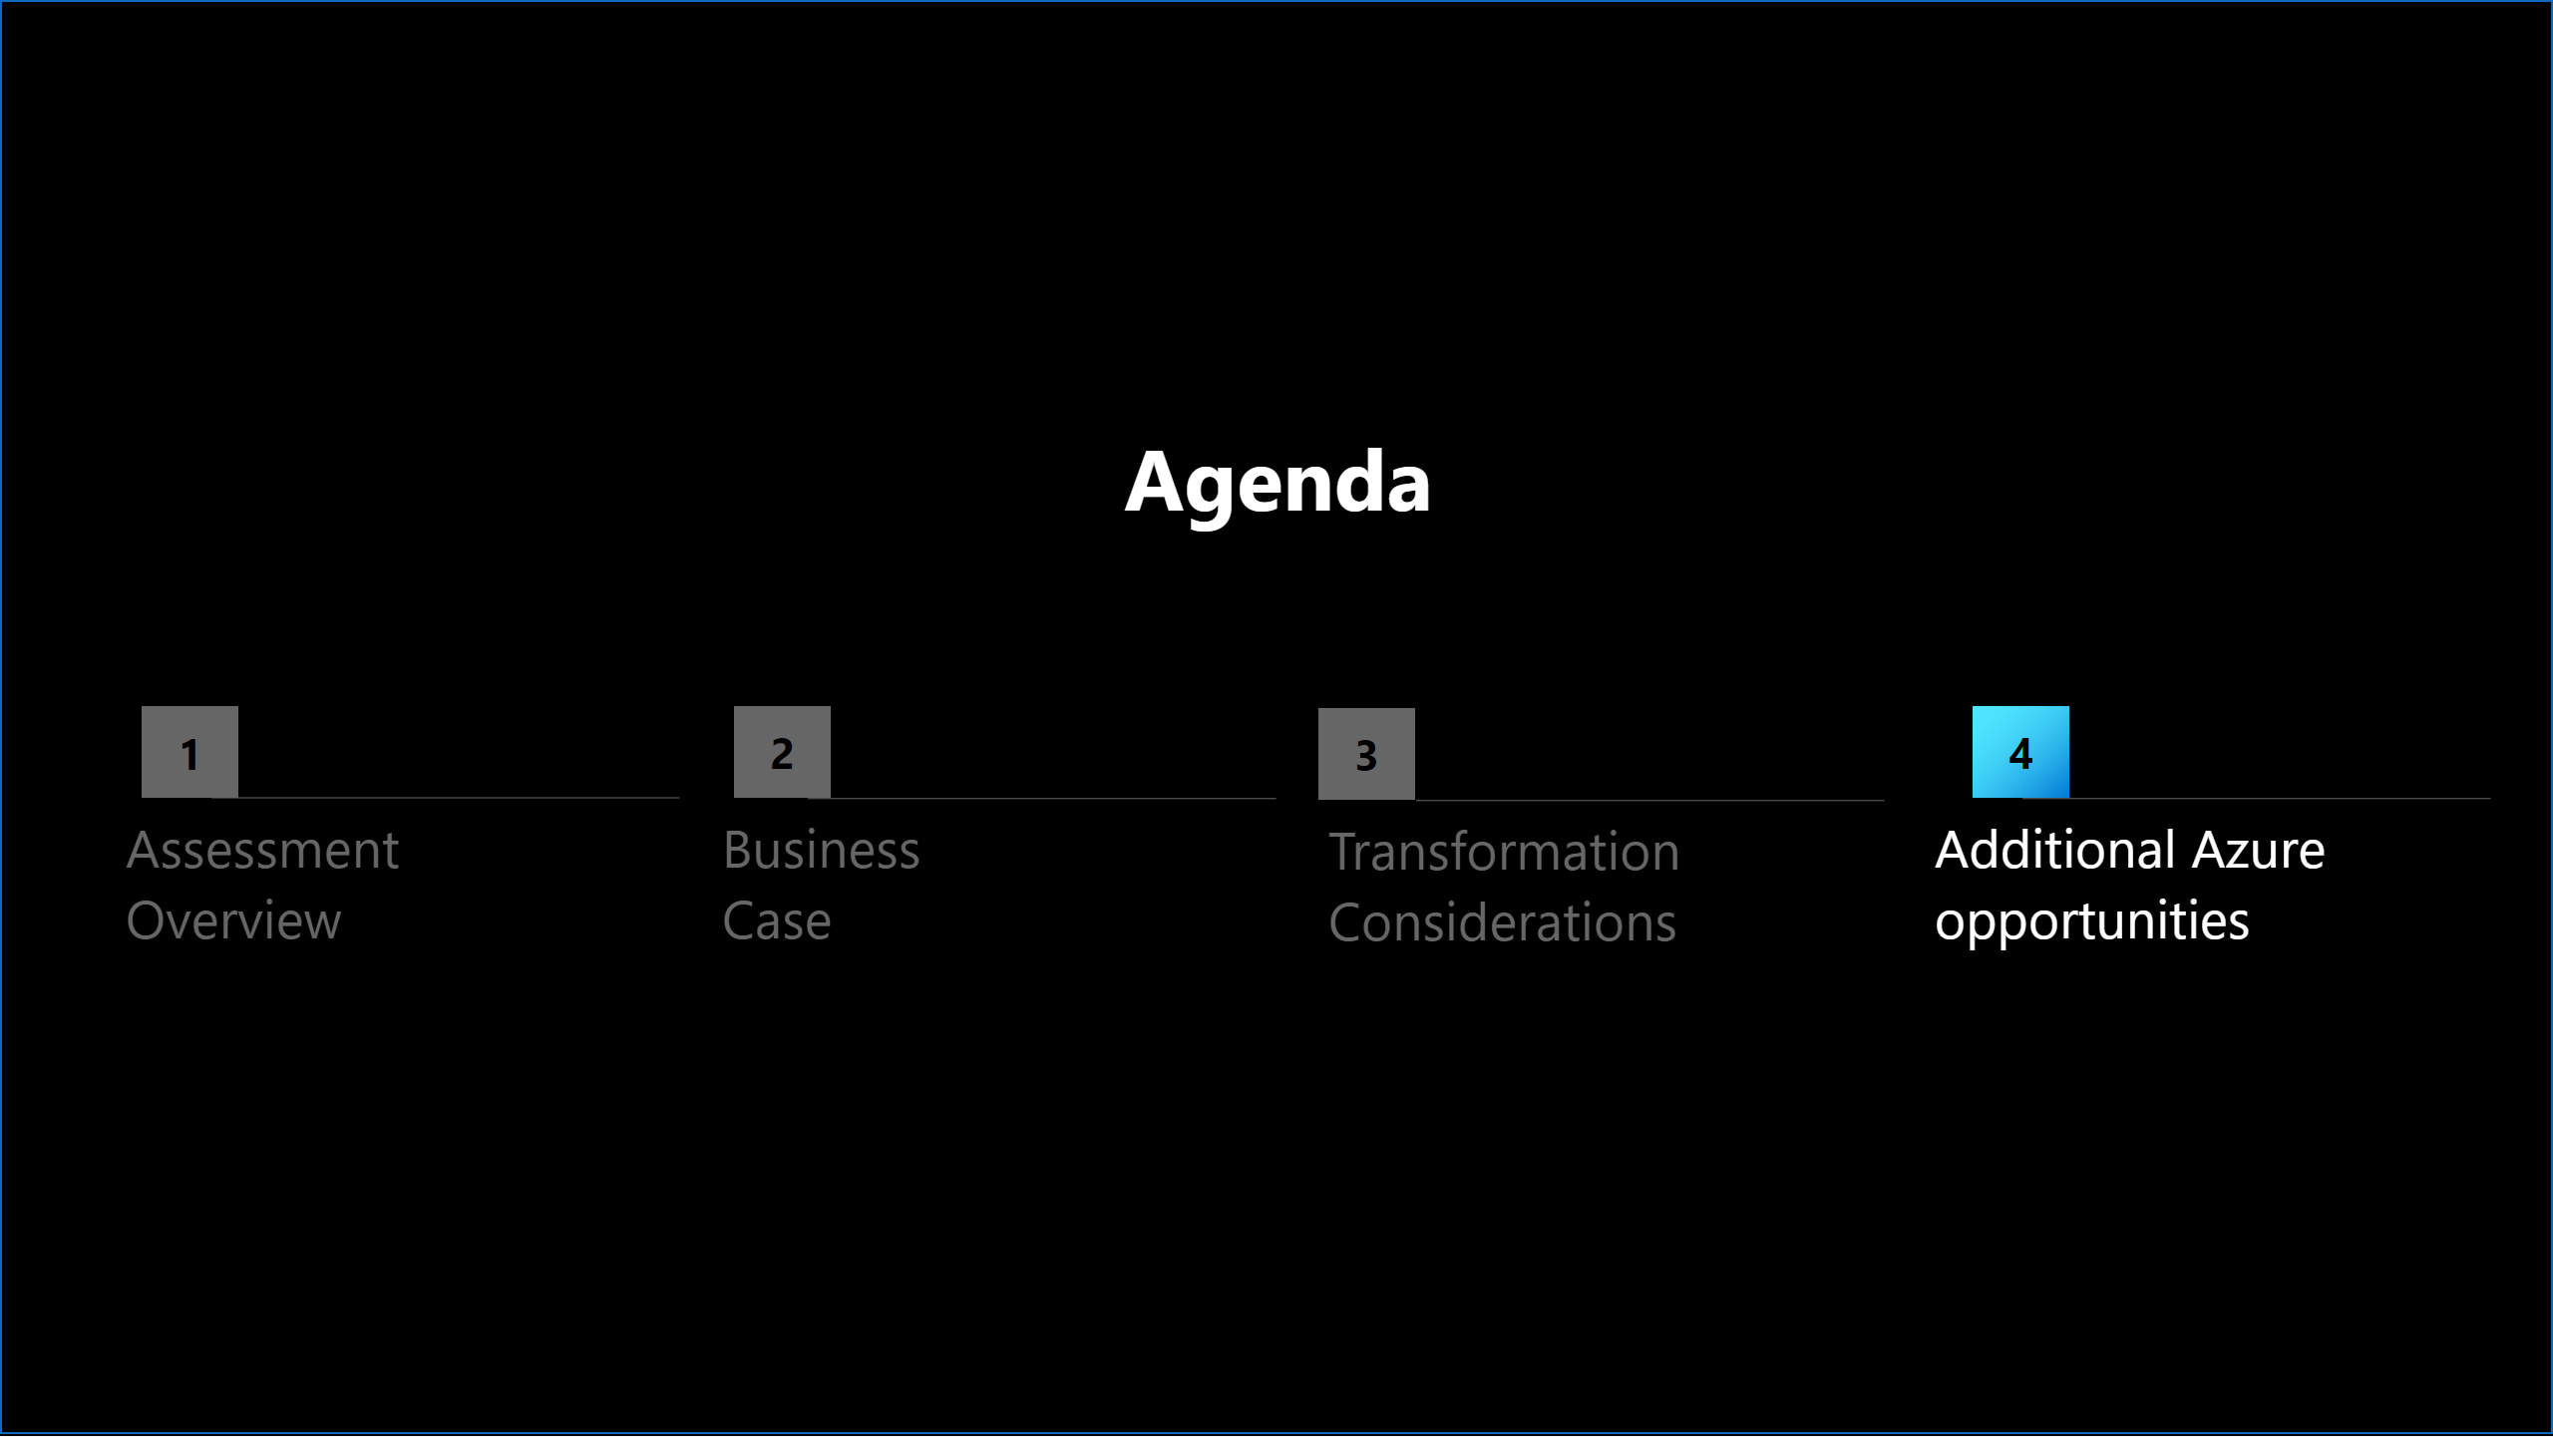 Agenda
1
Assessment
Overview
2
Business
Case
3
Transformation
Considerations
4
Additional Azure
opportunities